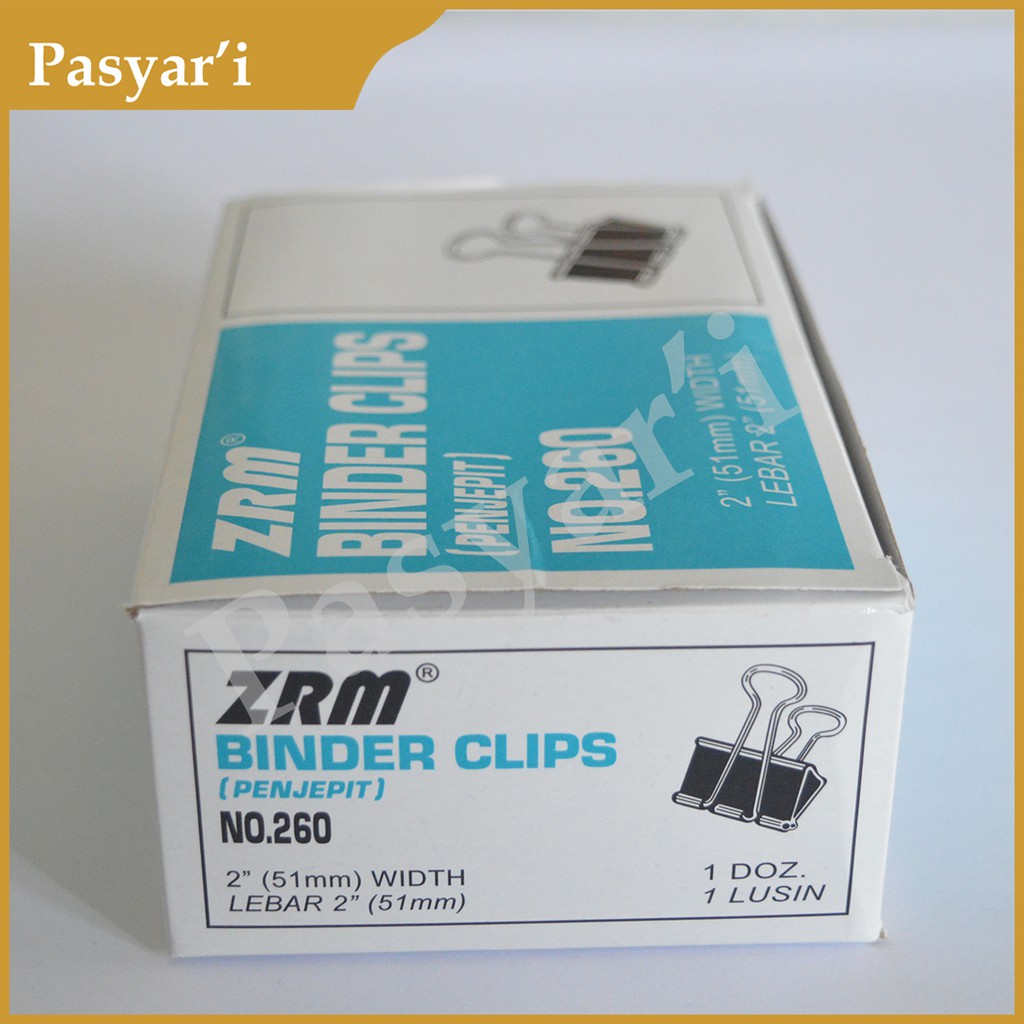 Pasyar'i
ZRM®
BINDER CLIPS
(PENJEPIT)
NO.260
2” (51mm) WIDTH
LEBAR 2” (51mm)
Pasyar'i
ZRM®
BINDER CLIPS
(PENJEPIT)
NO.260
2” (51mm) WIDTH
LEBAR 2” (51mm)
1 DOZ.
1 LUSIN